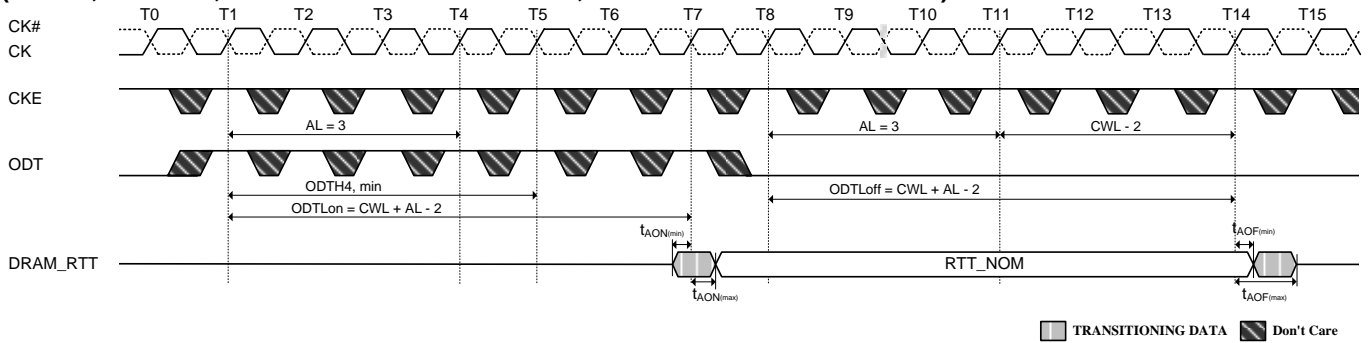 T0 T1 T2 T3 T4 T5 T6 T7 T8 T9 T10 T11 T12 T13 T14 T15
CK#
CK
CKE
AL = 3 AL = 3 CWL - 2
ODT
ODTH4, min ODTLoff = CWL + AL - 2
ODTLon = CWL + AL - 2
tAON(min) tAOF(min)
DRAM_RTT RTT_NOM
tAON(max) tAOF(max)
TRANSITIONING DATA Don't Care